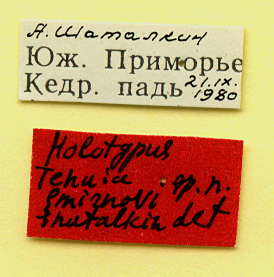 А. Шаталкин
Юж. Приморье
Кедр. падь 21.IX.
1980
Holotypus
Tenuia sp. n.
smirnovi
Shatalkin det